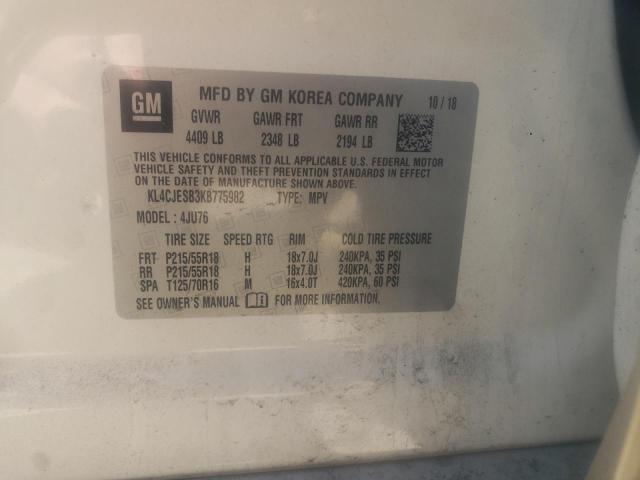 GM
MFD BY GM KOREA COMPANY 10 / 18
GVWR GAWR FRT GAWR RR
4409 LB 2348 LB 2194 LB
THIS VEHICLE CONFORMS TO ALL APPLICABLE U.S. FEDERAL MOTOR
VEHICLE SAFETY AND THEFT PREVENTION STANDARDS IN EFFECT
ON THE DATE OF MANUFACTURE SHOWN ABOVE.
KL4CJESB3KB775982 _ TYPE: MPV
MODEL : 4JU76
TIRE SIZE SPEED RTG RIM COLD TIRE PRESSURE
FRT P215/55R18 H 18x7.0J 240KPA, 35 PSI
RR P215/55R18 H 18x7.0J 240KPA, 35 PSI
SPA T125/70R16 M 16x4.0T 420KPA, 60 PSI
SEE OWNER'S MANUAL FOR MORE INFORMATION.